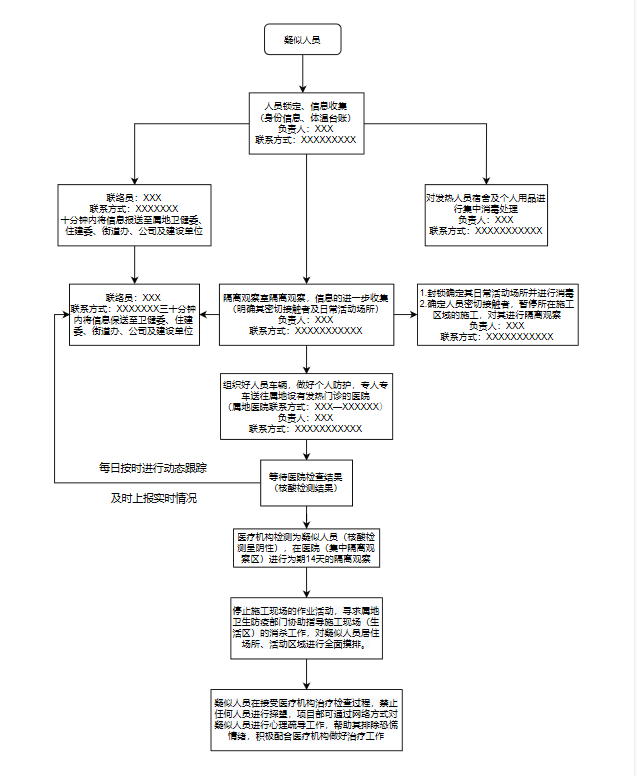 疑似人员
人员锁定、信息收集
（身份信息、体温台账）
负责人：XXX
联系方式：XXXXXXXXX
联络员：XXX
联系方式：XXXXXXX
十分钟内将信息报送至属地卫健委、
住建委、街道办、公司及建设单位
对发热人员宿舍及个人用品进
行集中消毒处理
负责人：XXX
联系方式：XXXXXXXXXXX
联络员：XXX
联系方式：XXXXXXX三十分钟
内将信息保送至卫健委、住建
委、街道办、公司及建设单位
隔离观察室隔离观察，信息的进一步收集
（明确其密切接触者及日常活动场所）
负责人：XXX
联系方式：XXXXXXXXXXX
1.封锁确定其日常活动场所并进行消毒
2.确定人员密切接触者，暂停所在施工
区域的施工，对其进行隔离观察
负责人：XXX
联系方式：XXXXXXXXXXX
组织好人员车辆，做好个人防护，专人专
车送往属地设有发热门诊的医院
（属地医院联系方式：XXX—XXXXXX）
负责人：XXX
联系方式：XXXXXXXXXXX
每日按时进行动态跟踪
及时上报实时情况
等待医院检查结果
（核酸检测结果）
医疗机构检测为疑似人员（核酸检
测呈阴性），在医院（集中隔离观
察区）进行为期14天的隔离观察
停止施工现场的作业活动，寻求属地
卫生防疫部门协助指导施工现场（生
活区）的消杀工作，对疑似人员居住
场所、活动区域进行全面摸排。
疑似人员在接受医疗机构治疗检查过程，禁止
任何人员进行探望，项目部可通过网络方式对
疑似人员进行心理疏导工作，帮助其排除恐慌
情绪，积极配合医疗机构做好治疗工作